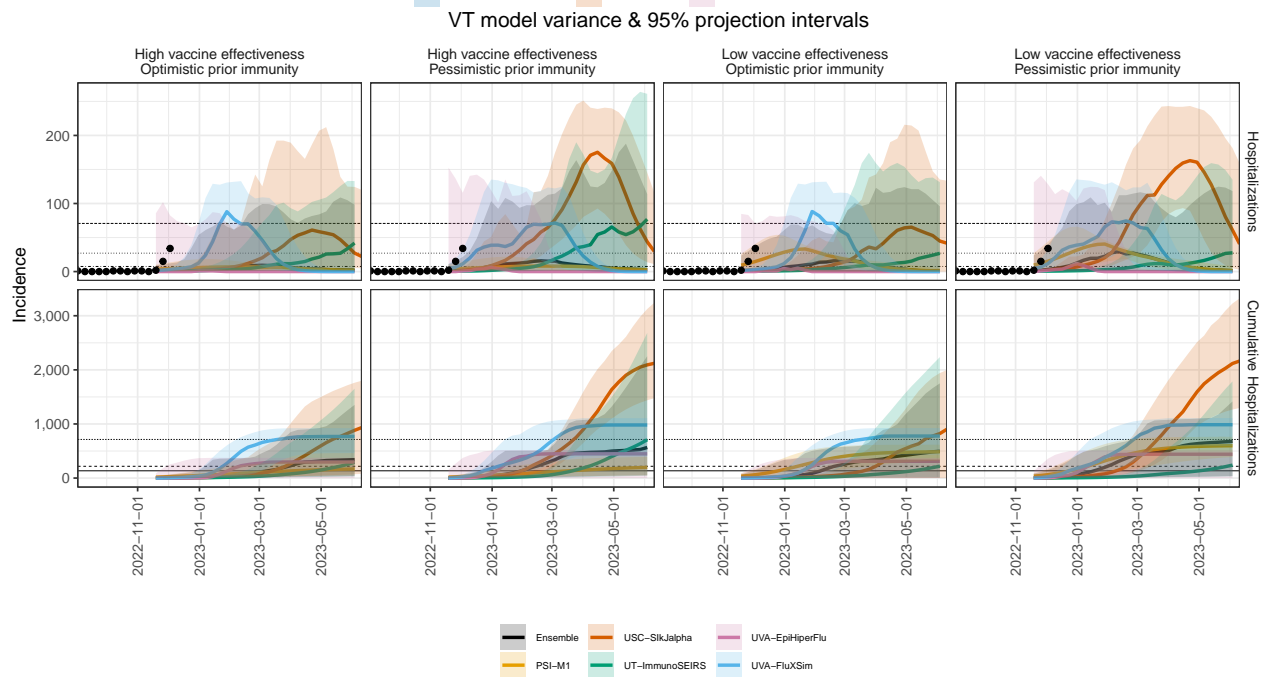 VT model variance & 95% projection intervals
High vaccine effectiveness
Optimistic prior immunity
High vaccine effectiveness
Pessimistic prior immunity
Low vaccine effectiveness
Optimistic prior immunity
Low vaccine effectiveness
Pessimistic prior immunity
Incidence
200
100
0
Hospitalizations
3,000
2,000
1,000
0
Cumulative Hospitalizations
2022−11−01
2023−01−01
2023−03−01
2023−05−01
2022−11−01
2023−01−01
2023−03−01
2023−05−01
2022−11−01
2023−01−01
2023−03−01
2023−05−01
2022−11−01
2023−01−01
2023−03−01
2023−05−01
Ensemble
USC−SIkJalpha
UVA−EpiHiperFlu
PSI−M1
UT−ImmunoSEIRS
UVA−FluXSim